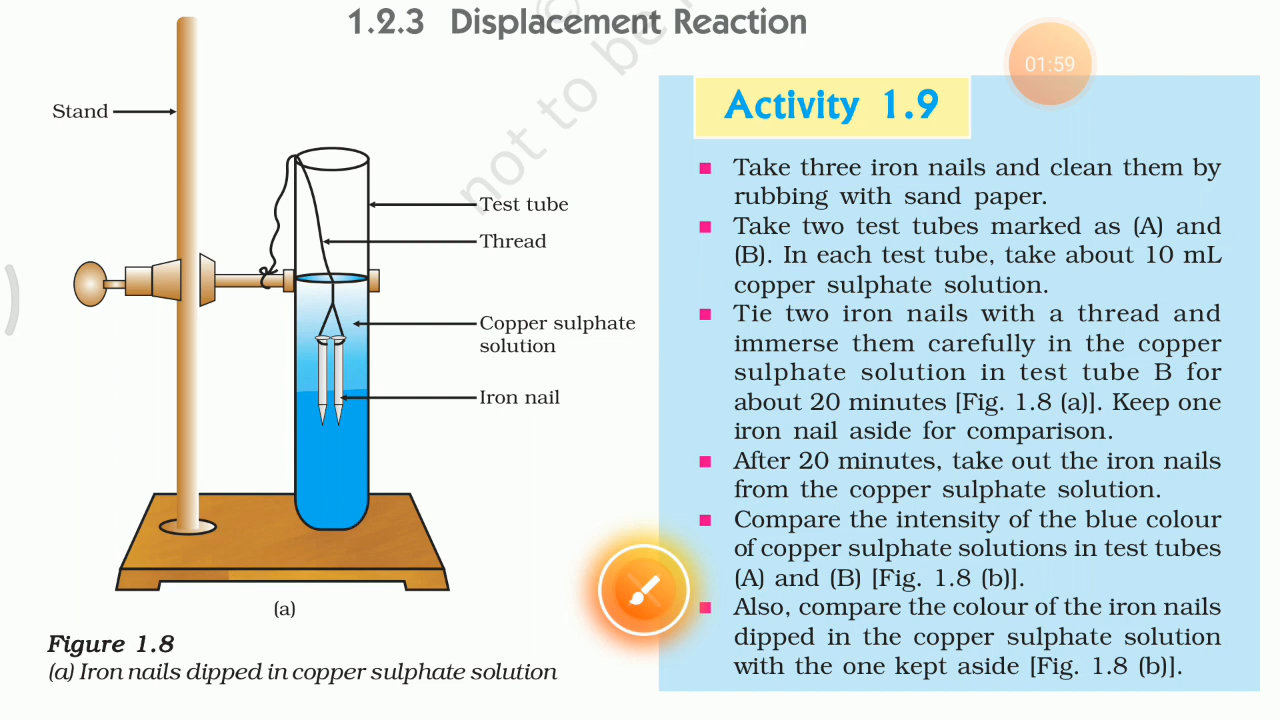 1.2.3 Displacement Reaction
©
not to be
01:59
Stand
Test tube
Thread
Copper sulphate
solution
Iron nail
(a)
Figure 1.8
(a) Iron nails dipped in copper sulphate solution
Activity 1.9
Take three iron nails and clean them by
rubbing with sand paper.
Take two test tubes marked as (A) and
(B). In each test tube, take about 10 mL
copper sulphate solution.
Tie two iron nails with a thread and
immerse them carefully in the copper
sulphate solution in test tube B for
about 20 minutes [Fig. 1.8 (a)]. Keep one
iron nail aside for comparison.
After 20 minutes, take out the iron nails
from the copper sulphate solution.
Compare the intensity of the blue colour
of copper sulphate solutions in test tubes
(A) and (B) [Fig. 1.8 (b)].
Also, compare the colour of the iron nails
dipped in the copper sulphate solution
with the one kept aside [Fig. 1.8 (b)].